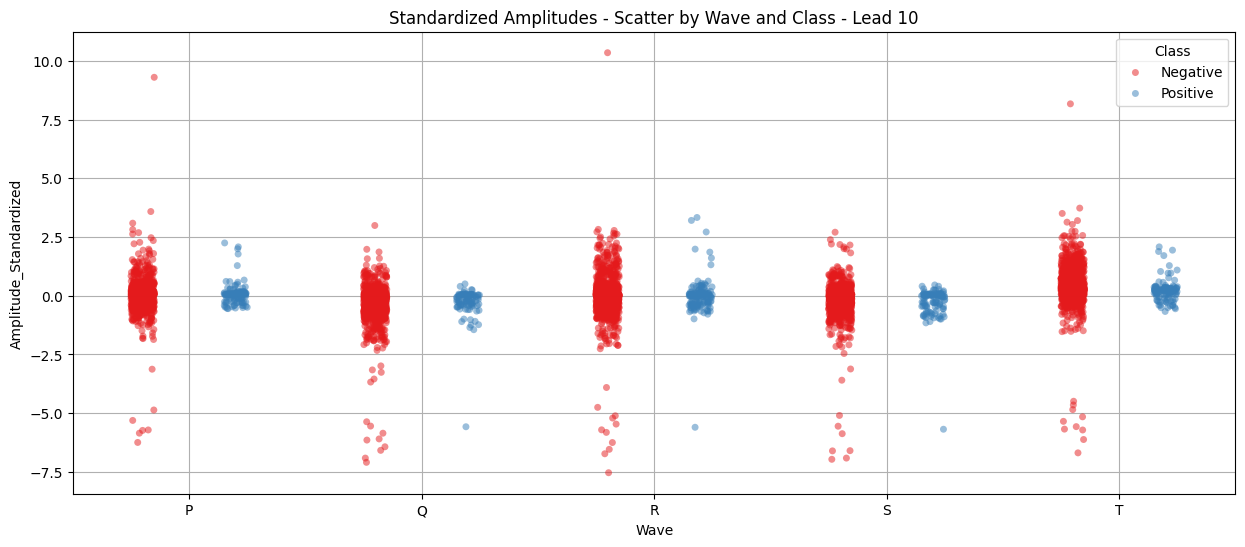 Standardized Amplitudes - Scatter by Wave and Class - Lead 10
Class
Negative
Positive
Amplitude_Standardized
10.0
7.5
5.0
2.5
0.0
−2.5
−5.0
−7.5
P
Q
R
S
T
Wave